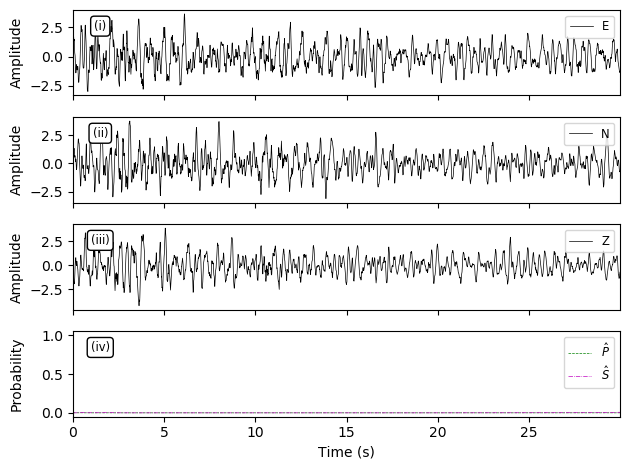 (i)
E
Amplitude
2.5
0.0
−2.5
(ii)
N
Amplitude
2.5
0.0
−2.5
(iii)
Z
Amplitude
2.5
0.0
−2.5
(iv)
P̂
Ŝ
Probability
1.0
0.5
0.0
0 5 10 15 20 25
Time (s)